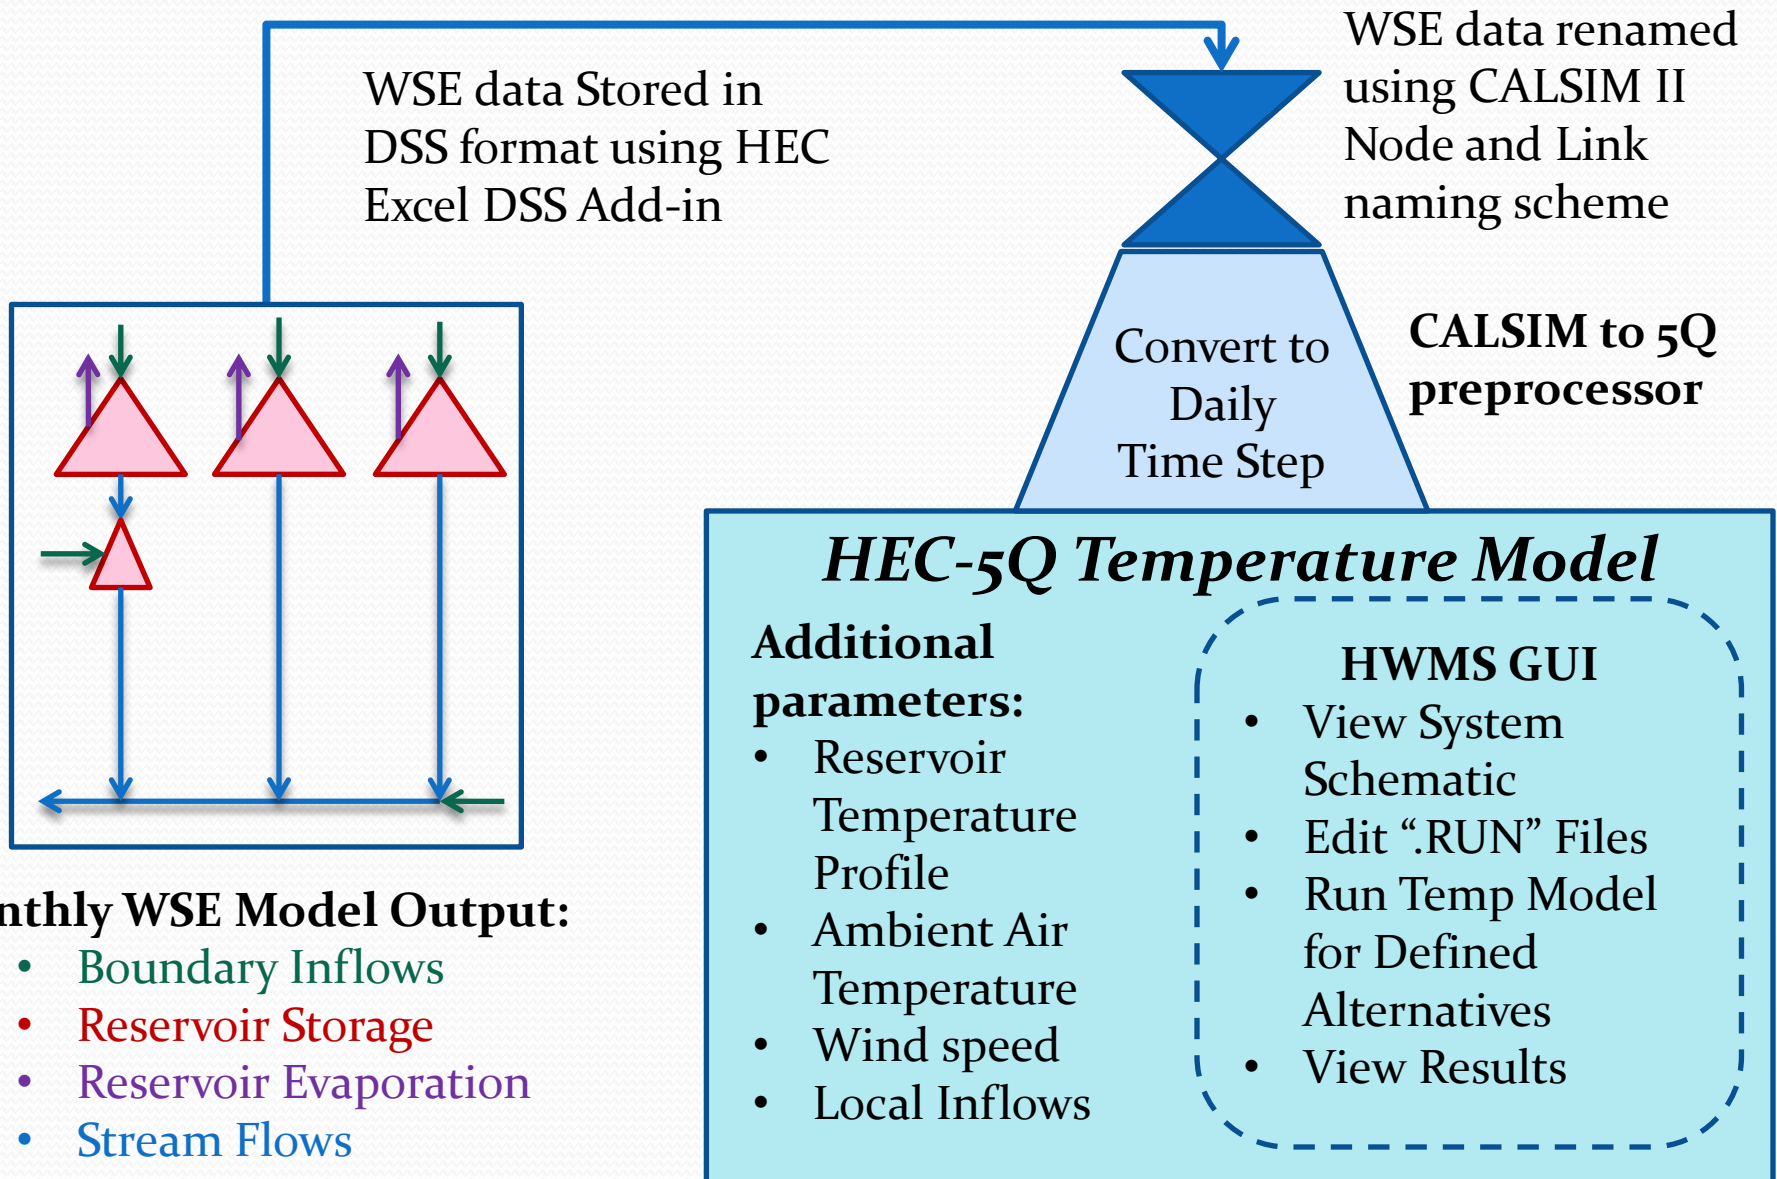 WSE data Stored in
DSS format using HEC
Excel DSS Add-in
WSE data renamed
using CALSIM II
Node and Link
naming scheme
Convert to
Daily
Time Step
CALSIM to 5Q
preprocessor
nthly WSE Model Output:
• Boundary Inflows
• Reservoir Storage
• Reservoir Evaporation
• Stream Flows
HEC-5Q Temperature Model
Additional
parameters:
• Reservoir
Temperature
Profile
• Ambient Air
Temperature
• Wind speed
• Local Inflows
HWMS GUI
• View System
Schematic
• Edit “.RUN” Files
• Run Temp Model
for Defined
Alternatives
• View Results